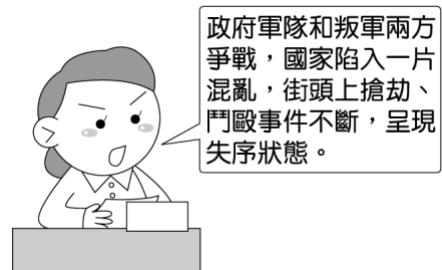 政府軍隊和叛軍兩方
爭戰，國家陷入一片
混亂，街頭上搶劫、
鬥毆事件不斷，呈現
失序狀態。